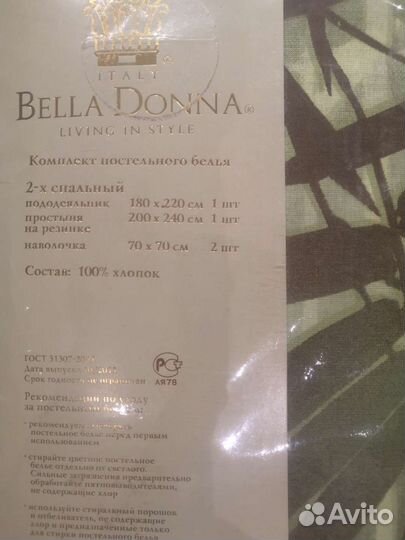 ITALY
BELLA DONNA®
LIVING IN STYLE
Комплект постельного белья
2-х спальный
пододеяльник 180 х 220 см 1 шт
простыня 200 х 240 см 1 шт
на резинке
наволочка 70 х 70 см 2 шт
Состав: 100% хлопок
ГОСТ 31307-
Дата выпуска
Срок годности не ограничен
ЛЯ78
Рекомендации по уходу
за постельным
· рекомендуем
постельное белье перед первым
использованием
· стирайте цветное постельное
белье отдельно от светлого.
Сильные загрязнения предварительно
обработайте пятновыводителями,
не содержащие хлор
· используйте стиральный порошок
и отбеливатель, не содержащие
хлор и предназначенные только
для стирки постельного белья
Avito